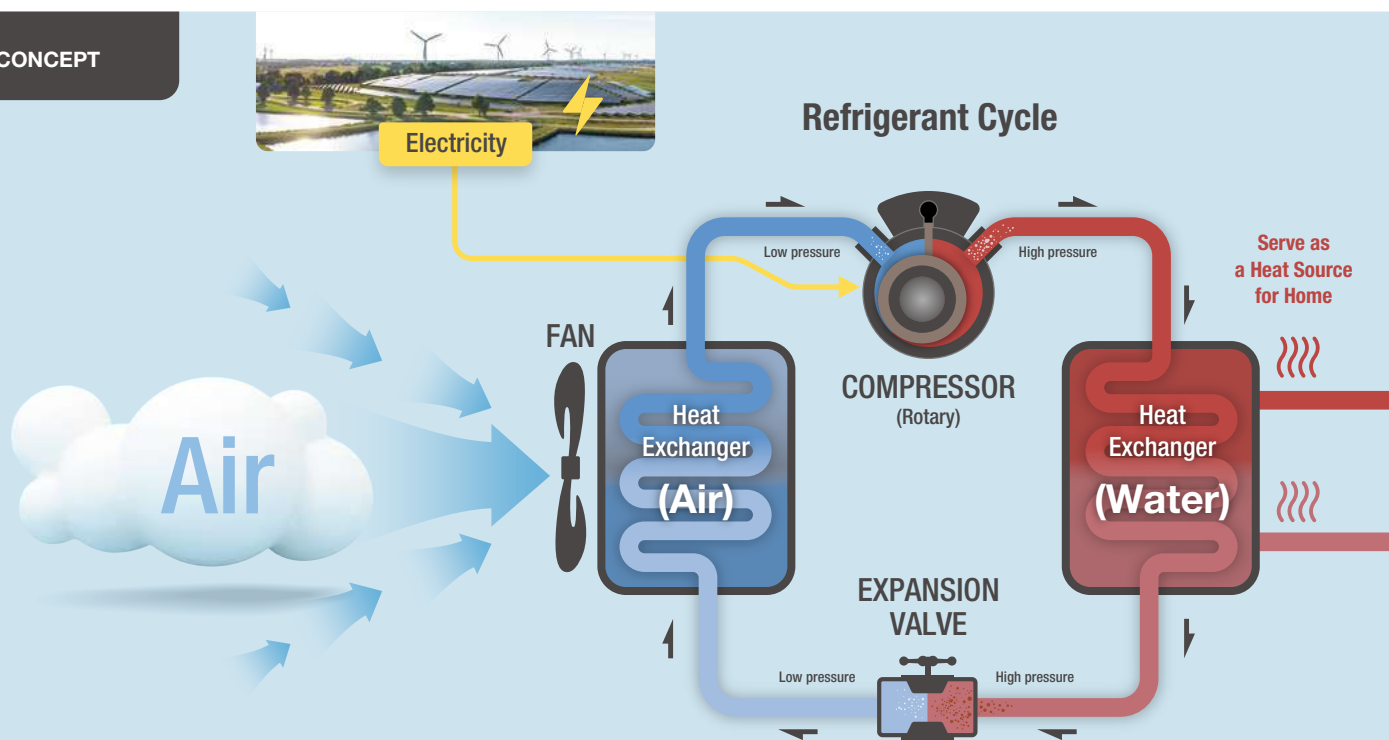 CONCEPT
Electricity
Refrigerant Cycle
Low pressure
High pressure
Serve as
a Heat Source
for Home
FAN
COMPRESSOR
(Rotary)
Air
Heat
Exchanger
(Air)
Heat
Exchanger
(Water)
EXPANSION
VALVE
Low pressure
High pressure